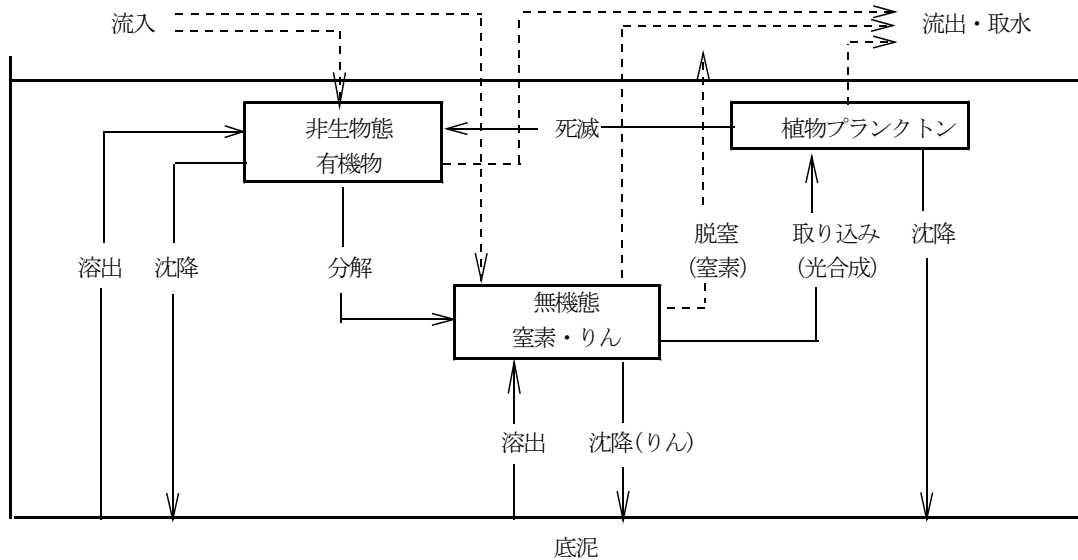 流入
流出・取水
非生物態
有機物
死滅
植物プランクトン
溶出
沈降
分解
脱窒
(窒素)
取り込み
(光合成)
沈降
無機態
窒素・りん
溶出
沈降(りん)
底泥